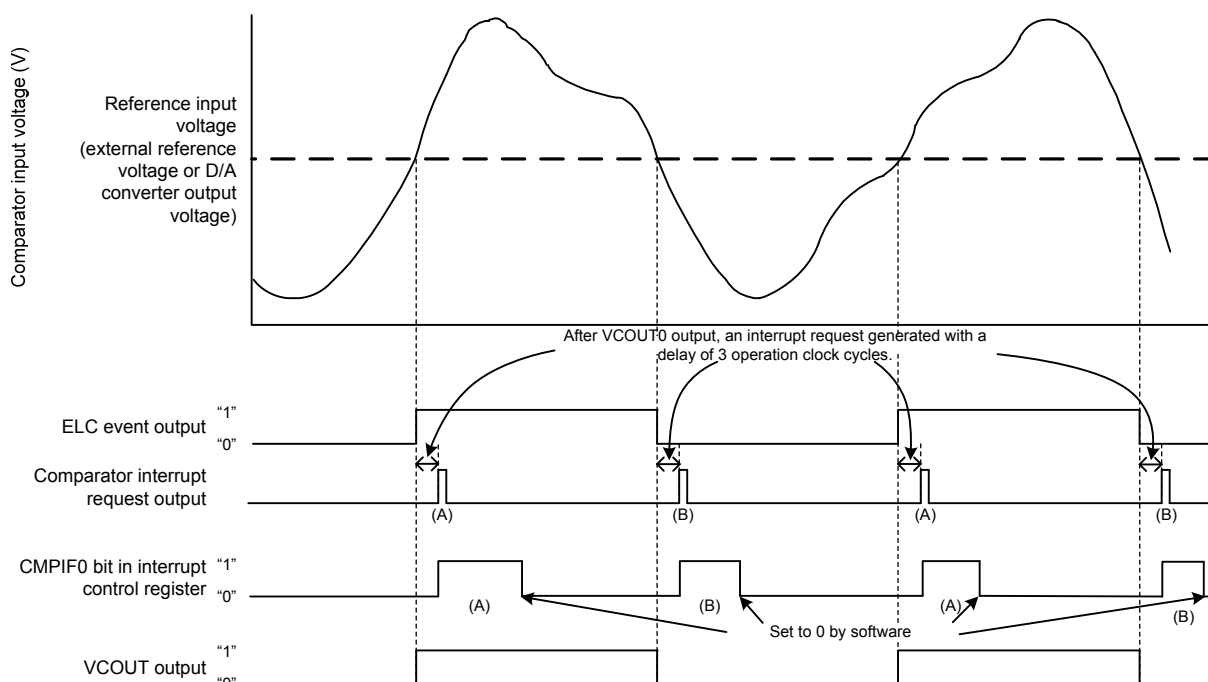 Comparator input voltage (V)
Reference input
voltage
(external reference
voltage or D/A
converter output
voltage)
After VCOUT0 output, an interrupt request generated with a
delay of 3 operation clock cycles.
ELC event output
“1”
“0”
Comparator interrupt
request output
(A)
(B)
(A)
(B)
CMPIF0 bit in interrupt
control register
“1”
“0”
(A)
(B)
(A)
(B)
Set to 0 by software
VCOUT output
“1”
“0”